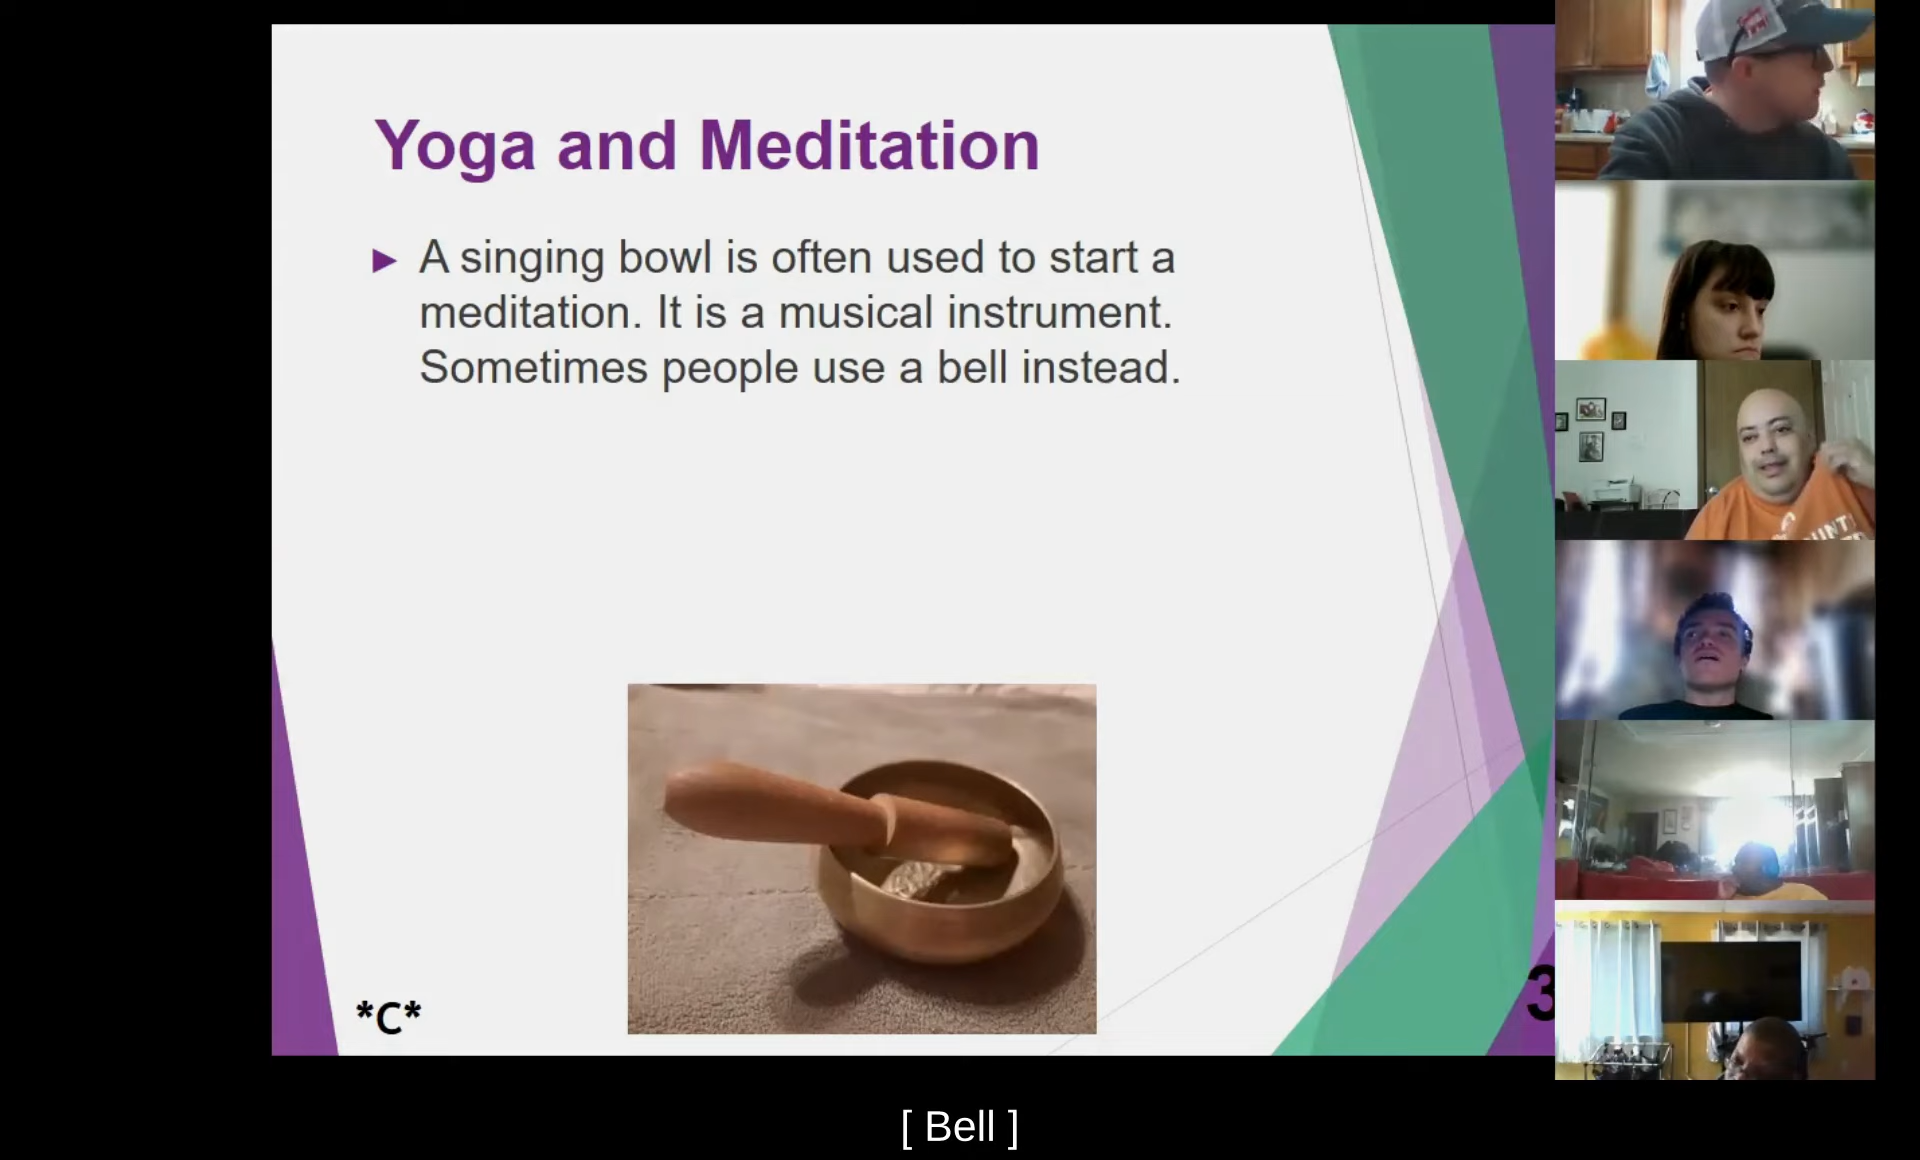 Yoga and Meditation
A singing bowl is often used to start a
meditation. It is a musical instrument.
Sometimes people use a bell instead.
*C*
3
[ Bell ]